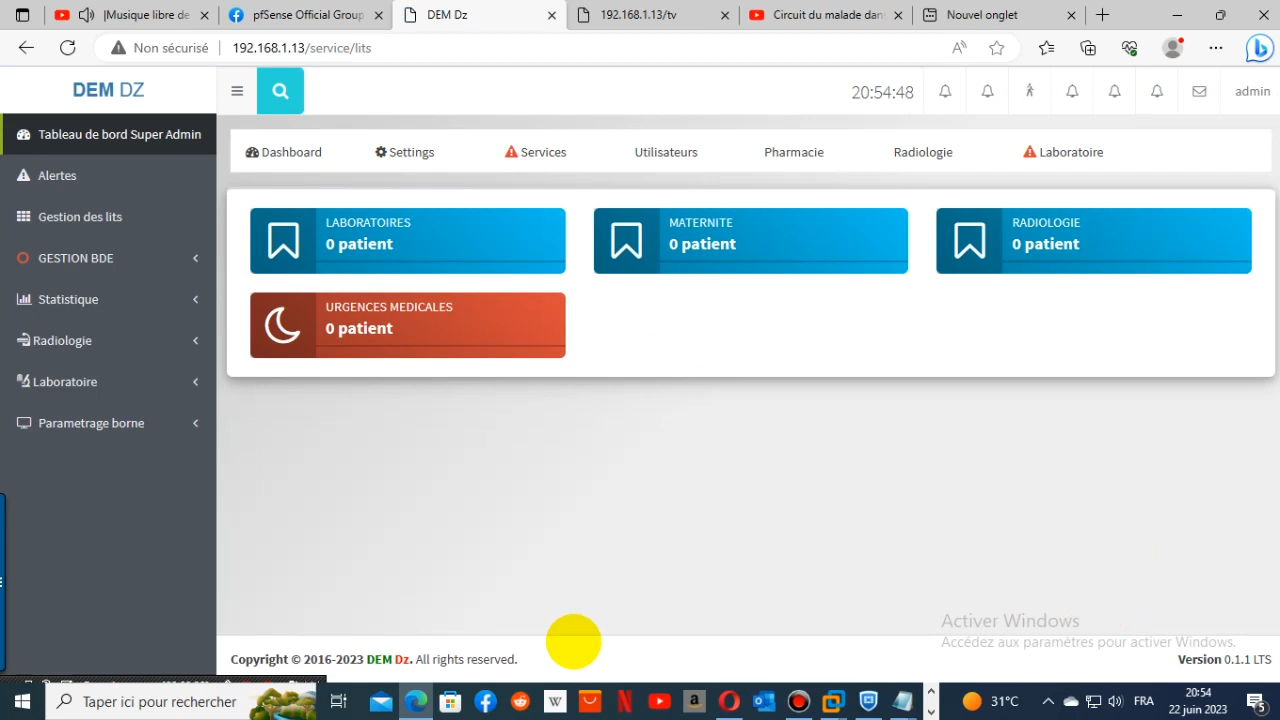 |Musique libre de
pfSense Official Group
DEM Dz
192.168.1.13/tv
Circuit du malade dan
Nouvel onglet
Non sécurisé
192.168.1.13/service/lits
DEM DZ
20:54:48
admin
Tableau de bord Super Admin
Alertes
Gestion des lits
GESTION BDE
Statistique
Radiologie
Laboratoire
Parametrage borne
Dashboard
Settings
Services
Utilisateurs
Pharmacie
Radiologie
Laboratoire
LABORATOIRES
0 patient
MATERNITE
0 patient
RADIOLOGIE
0 patient
URGENCES MEDICALES
0 patient
Activer Windows
Accédez aux paramètres pour activer Windows.
Copyright © 2016-2023 DEM Dz. All rights reserved.
Version 0.1.1 LTS
Taper ici pour rechercher
31°C
FRA
20:54
22 juin 2023
5